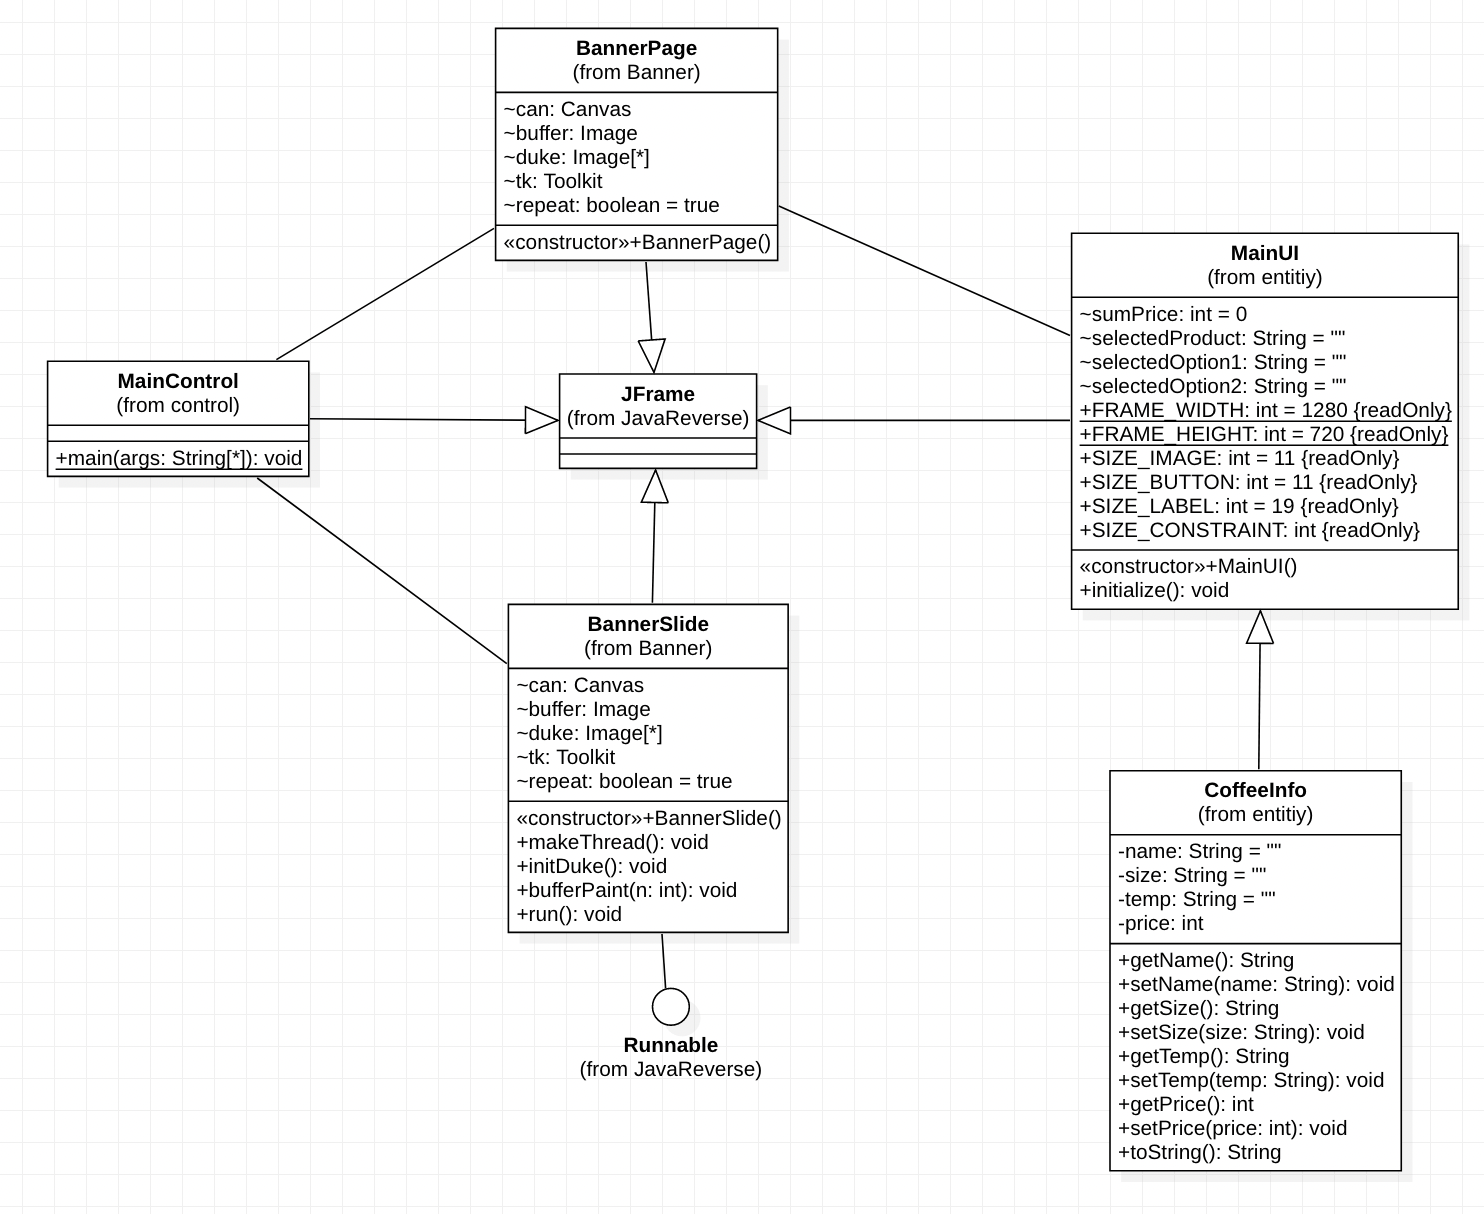 BannerPage
(from Banner)
~can: Canvas
~buffer: Image
~duke: Image[*]
~tk: Toolkit
~repeat: boolean = true
«constructor»+BannerPage()
MainUI
(from entitiy)
~sumPrice: int = 0
~selectedProduct: String = ""
~selectedOption1: String = ""
~selectedOption2: String = ""
+FRAME_WIDTH: int = 1280 {readOnly}
+FRAME_HEIGHT: int = 720 {readOnly}
+SIZE_IMAGE: int = 11 {readOnly}
+SIZE_BUTTON: int = 11 {readOnly}
+SIZE_LABEL: int = 19 {readOnly}
+SIZE_CONSTRAINT: int {readOnly}
«constructor»+MainUI()
+initialize(): void
MainControl
(from control)
+main(args: String[*]): void
JFrame
(from JavaReverse)
BannerSlide
(from Banner)
~can: Canvas
~buffer: Image
~duke: Image[*]
~tk: Toolkit
~repeat: boolean = true
«constructor»+BannerSlide()
+makeThread(): void
+initDuke(): void
+bufferPaint(n: int): void
+run(): void
Runnable
(from JavaReverse)
CoffeeInfo
(from entitiy)
-name: String = ""
-size: String = ""
-temp: String = ""
-price: int
+getName(): String
+setName(name: String): void
+getSize(): String
+setSize(size: String): void
+getTemp(): String
+setTemp(temp: String): void
+getPrice(): int
+setPrice(price: int): void
+toString(): String